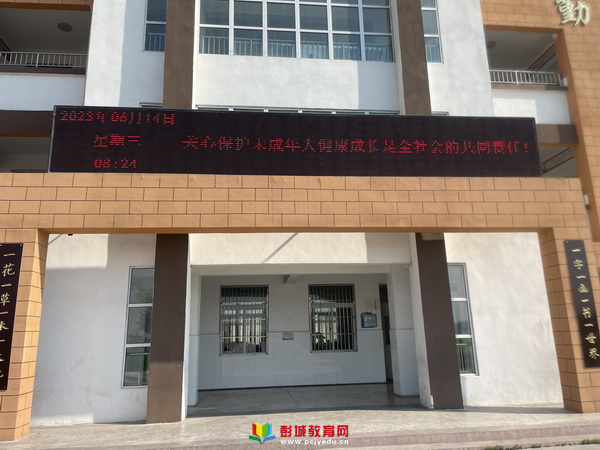 勤
2023年06月14日
星期三 关心保护未成年人健康成长是全社会的共同责任!
08:24
一花一草一木一
一字一画一书一世界
彭城教育网
www.pcjyedu.cn